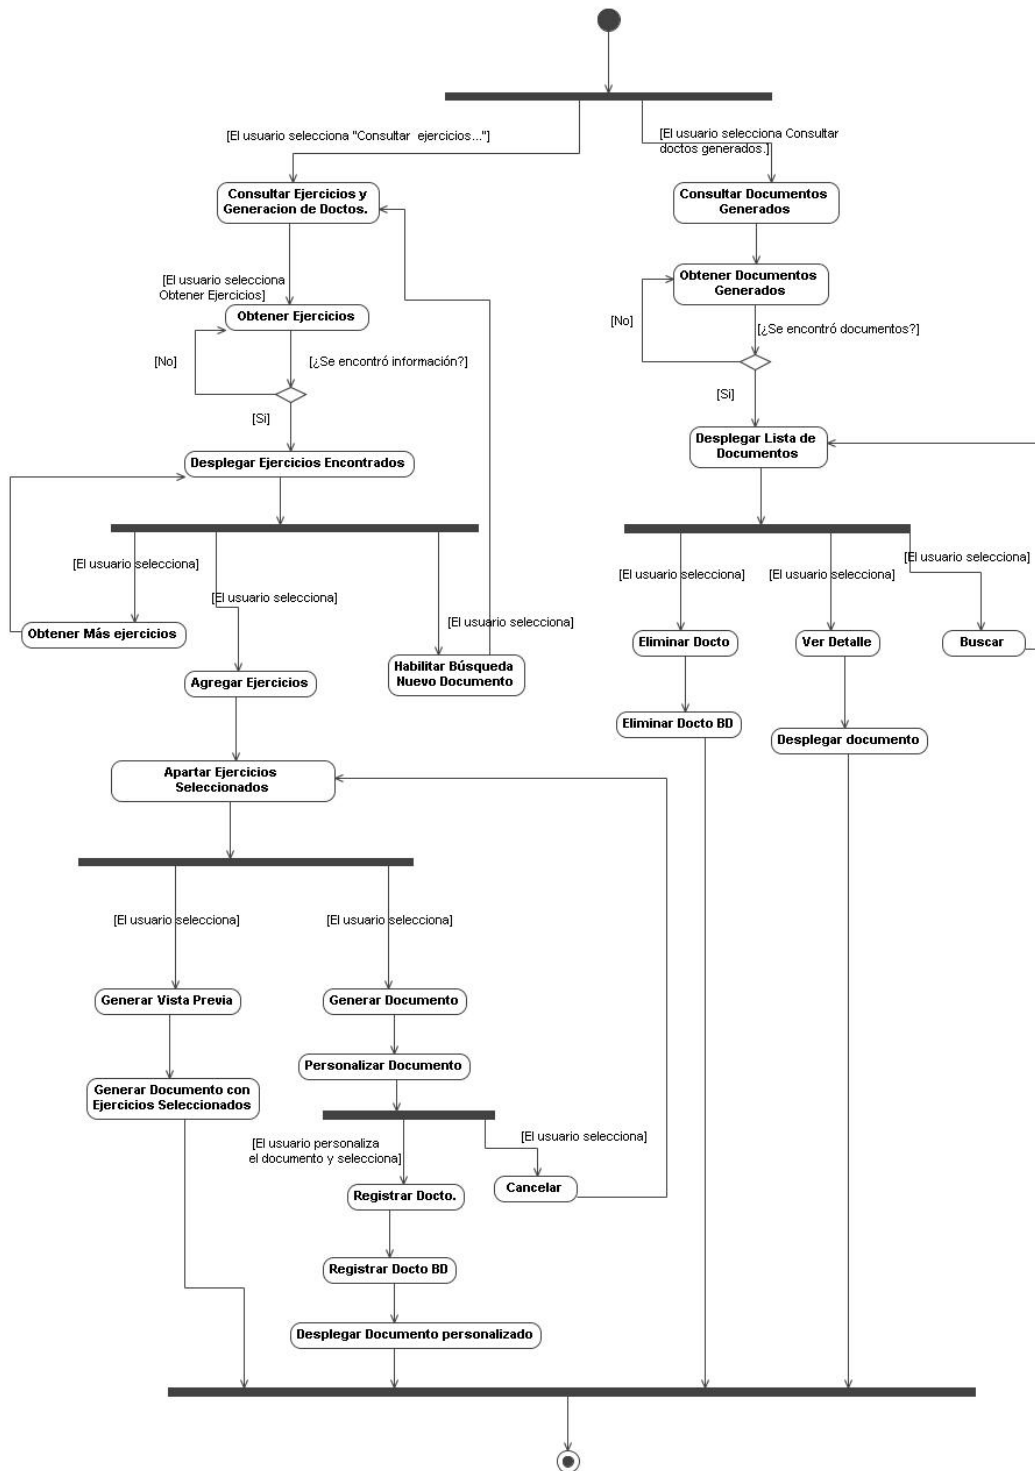 [El usuario selecciona "Consultar ejercicios..."]
[El usuario selecciona Consultar
doctos generados.]
Consultar Ejercicios y
Generacion de Doctos.
Consultar Documentos
Generados
[El usuario selecciona
Obtener Ejercicios]
Obtener Documentos
Generados
Obtener Ejercicios
[No]
[¿Se encontró documentos?]
[No]
[¿Se encontró información?]
[Si]
[Si]
Desplegar Lista de
Documentos
Desplegar Ejercicios Encontrados
[El usuario selecciona]
[El usuario selecciona]
[El usuario selecciona]
[El usuario selecciona]
[El usuario selecciona]
[El usuario selecciona]
Obtener Más ejercicios
Eliminar Docto
Ver Detalle
Buscar
Habilitar Búsqueda
Nuevo Documento
Agregar Ejercicios
Eliminar Docto BD
Desplegar documento
Apartar Ejercicios
Seleccionados
[El usuario selecciona]
[El usuario selecciona]
Generar Vista Previa
Generar Documento
Personalizar Documento
Generar Documento con
Ejercicios Seleccionados
[El usuario personaliza
el documento y selecciona]
[El usuario selecciona]
Registrar Docto.
Cancelar
Registrar Docto BD
Desplegar Documento personalizado